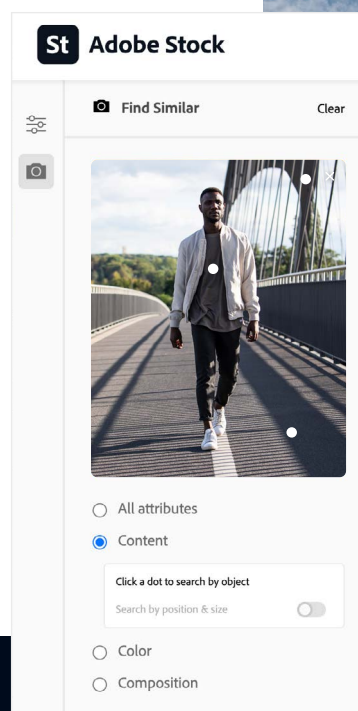 St Adobe Stock
Find Similar Clear
All attributes
Content
Click a dot to search by object
Search by position & size
Color
Composition